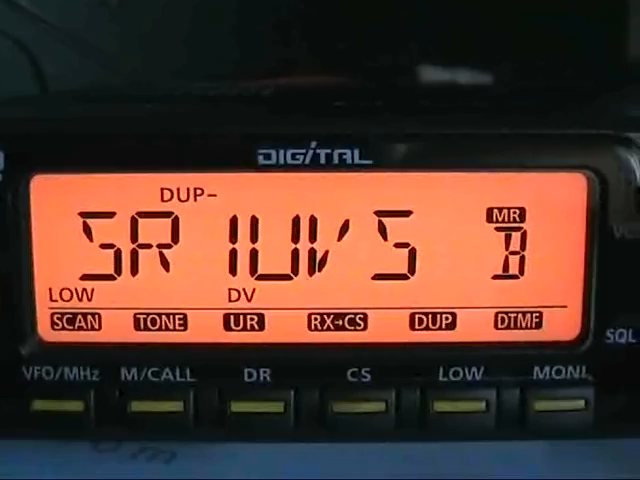 DIGITAL
DUP-
MR
SR1UVS B
LOW DV
SCAN TONE UR RX→CS DUP DTMF
SQL
VFO/MHz M/CALL DR CS LOW MONI